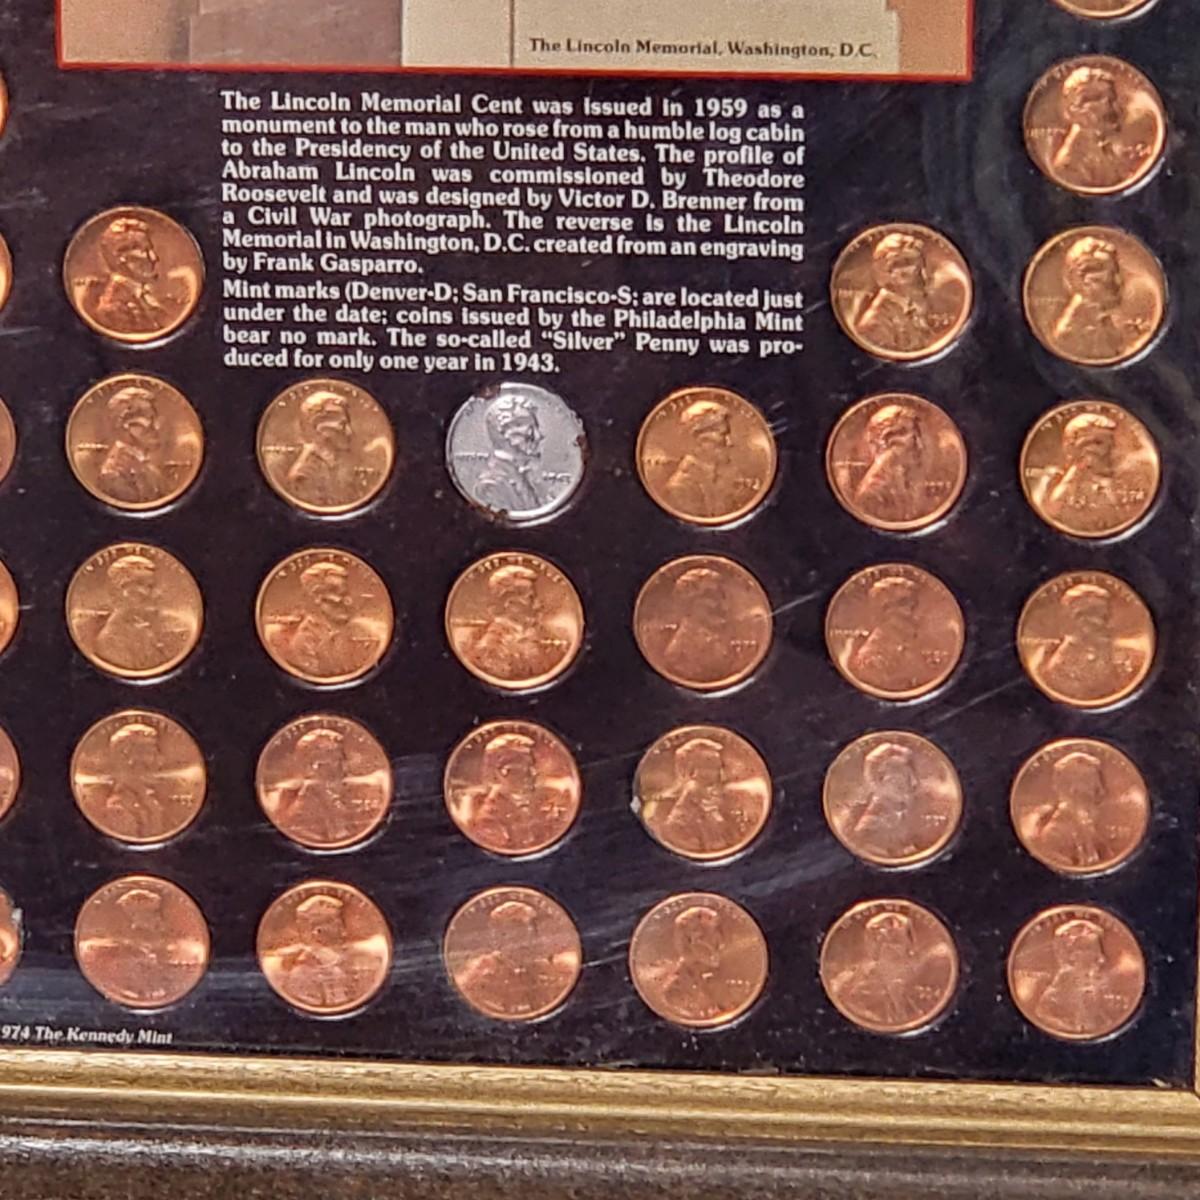 The Lincoln Memorial, Washington, D.C.
The Lincoln Memorial Cent was issued in 1959 as a
monument to the man who rose from a humble log cabin
to the Presidency of the United States. The profile of
Abraham Lincoln was commissioned by Theodore
Roosevelt and was designed by Victor D. Brenner from
a Civil War photograph. The reverse is the Lincoln
Memorial in Washington, D.C. created from an engraving
by Frank Gasparro.
Mint marks (Denver-D; San Francisco-S; are located just
under the date; coins issued by the Philadelphia Mint
bear no mark. The so-called "Silver" Penny was pro-
duced for only one year in 1943.
974 The Kennedy Mint